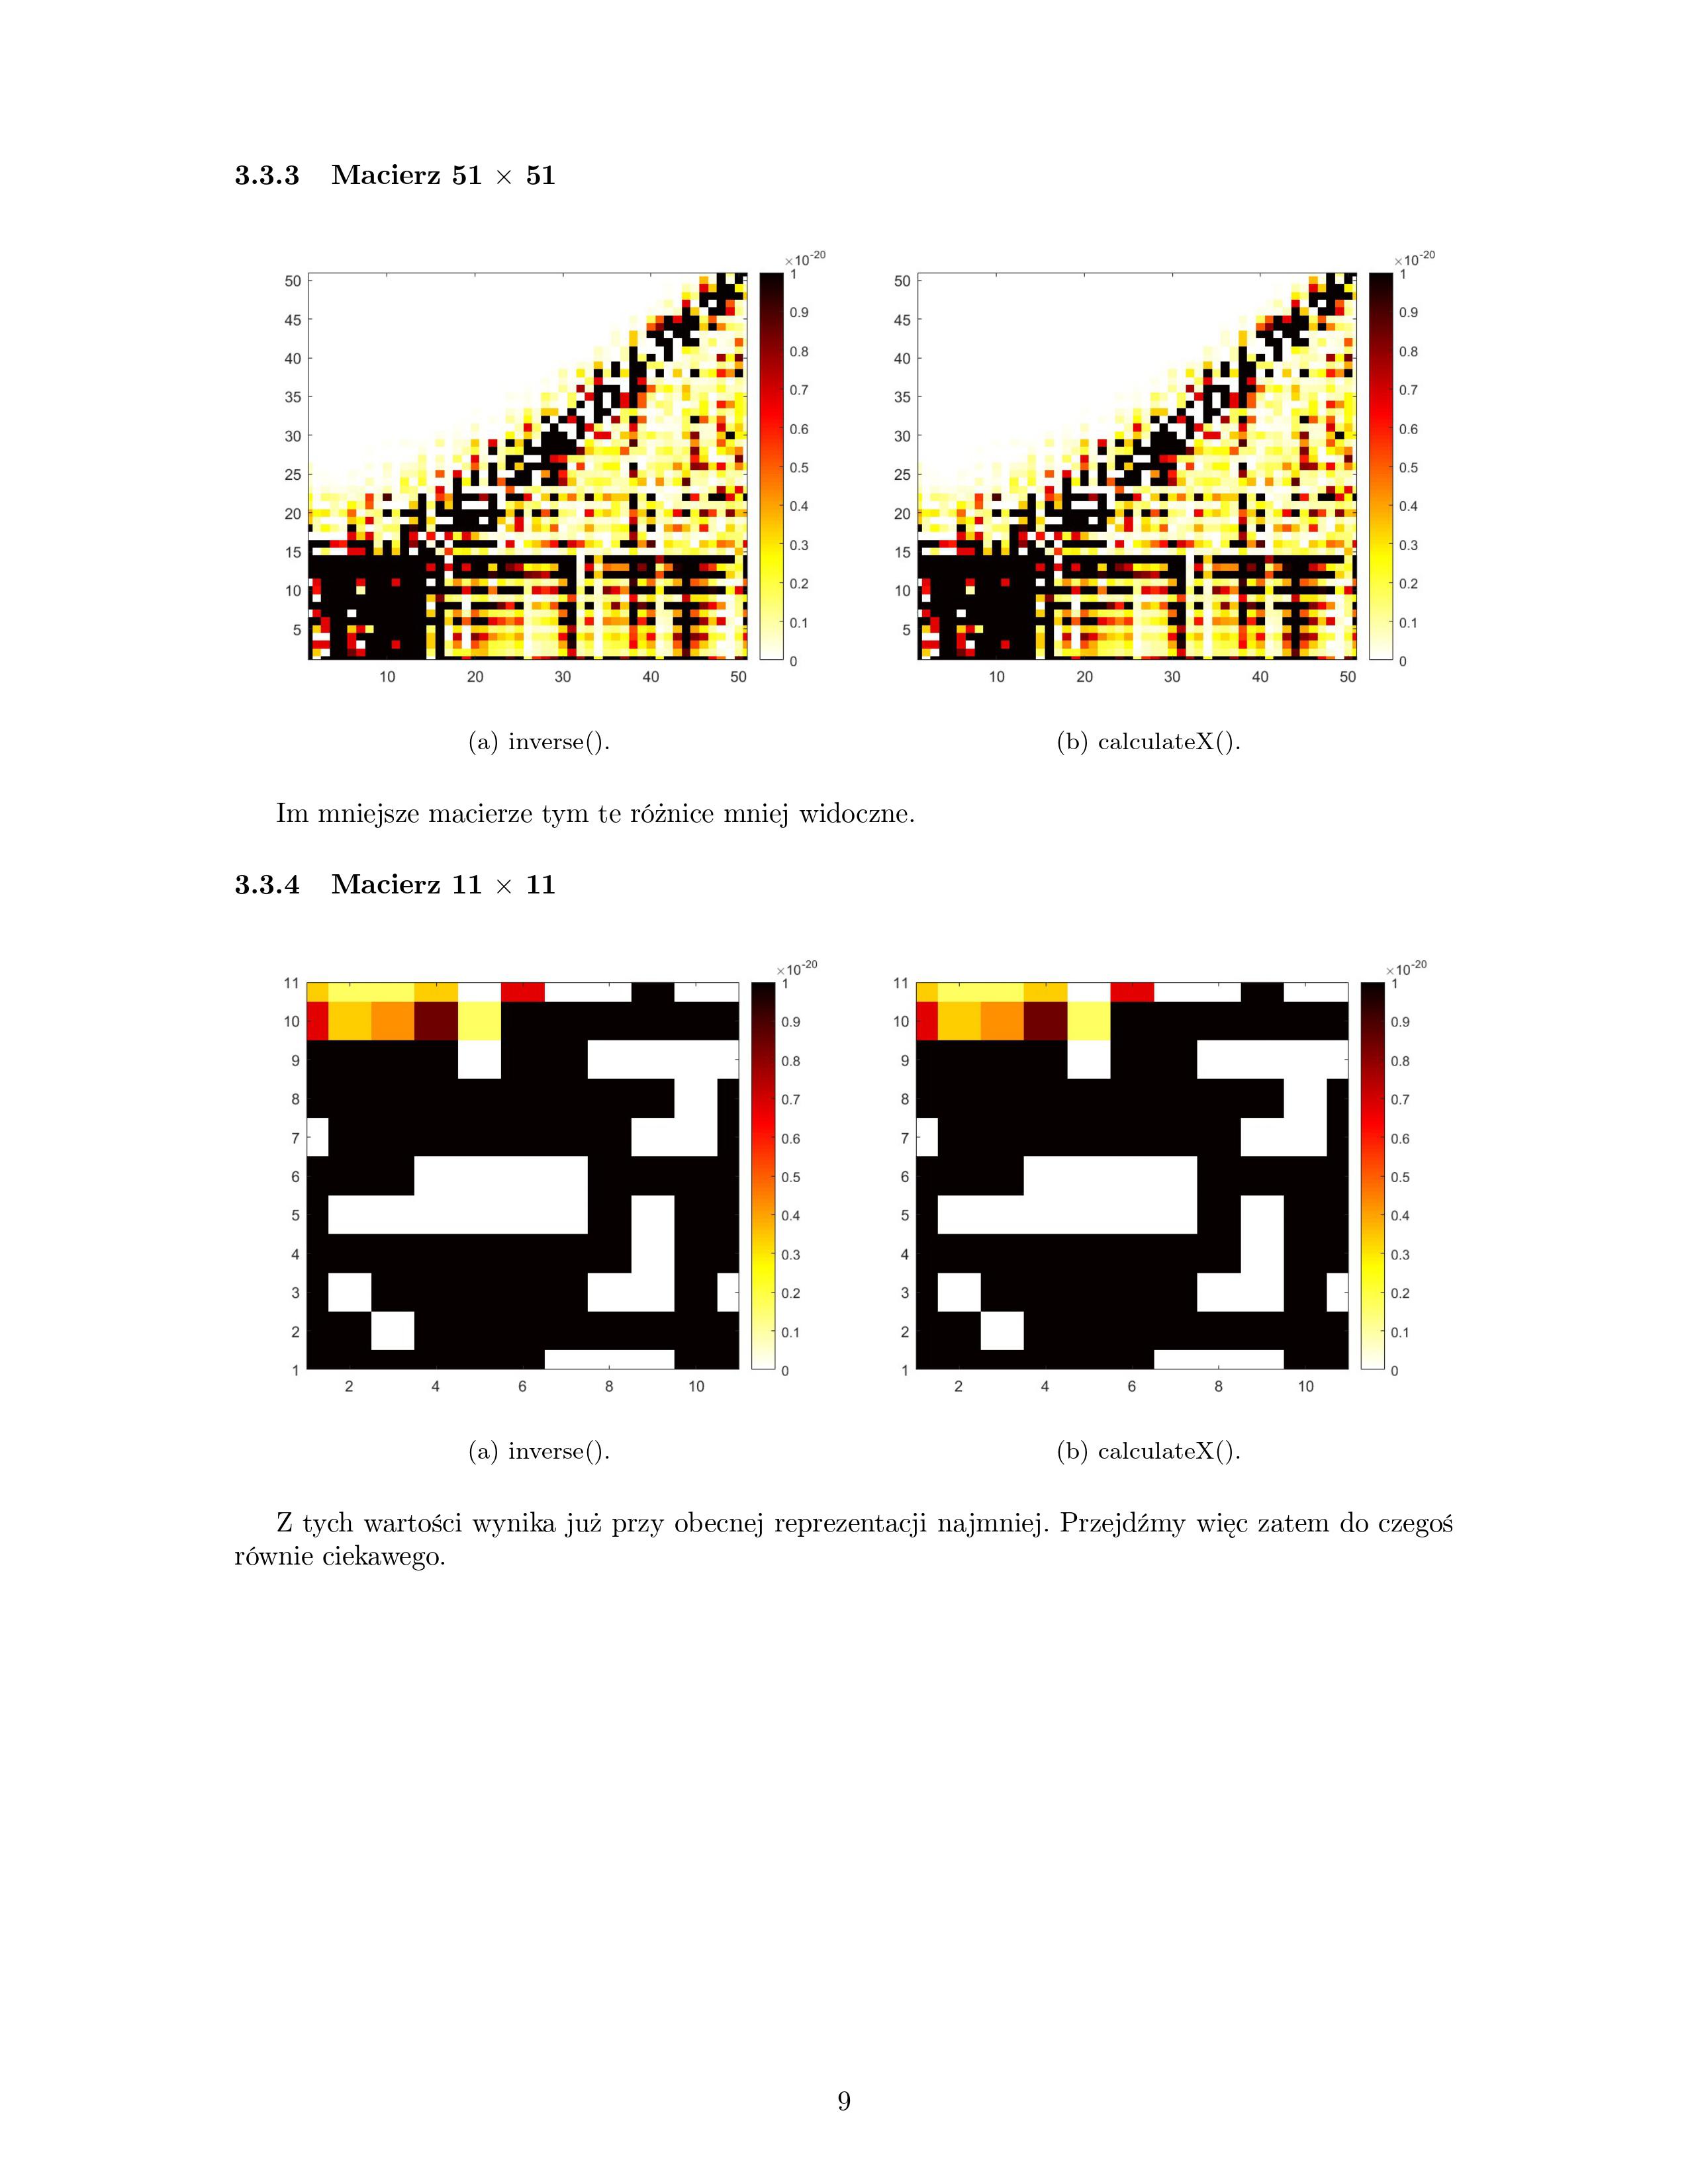 3.3.3 Macierz 51 × 51
×10-20 ×10-20
50 1 50 1
45 0.9 45 0.9
40 0.8 40 0.8
35 0.7 35 0.7
30 0.6 30 0.6
25 0.5 25 0.5
20 0.4 20 0.4
15 0.3 15 0.3
10 0.2 10 0.2
5 0.1 5 0.1
0 0
10 20 30 40 50 10 20 30 40 50
(a) inverse(). (b) calculateX().
Im mniejsze macierze tym te różnice mniej widoczne.
3.3.4 Macierz 11 × 11
×10-20 ×10-20
11 1 11 1
10 0.9 10 0.9
9 0.8 9 0.8
8 0.7 8 0.7
7 0.6 7 0.6
6 0.5 6 0.5
5 0.4 5 0.4
4 0.3 4 0.3
3 0.2 3 0.2
2 0.1 2 0.1
1 0 1 0
2 4 6 8 10 2 4 6 8 10
(a) inverse(). (b) calculateX().
Z tych wartości wynika już przy obecnej reprezentacji najmniej. Przejdźmy więc zatem do czegoś
równie ciekawego.
9